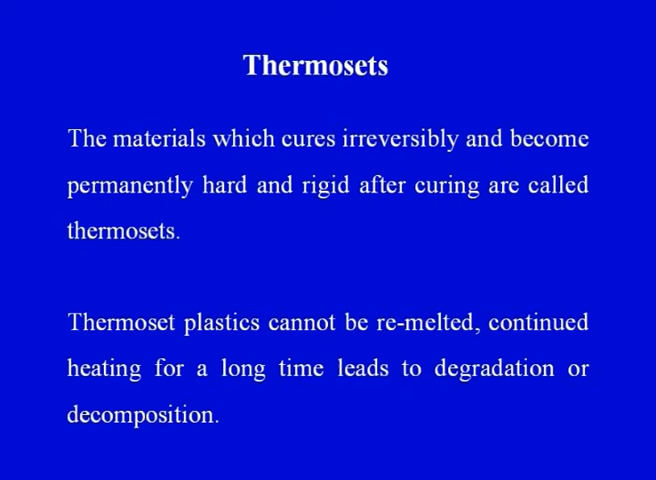 Thermosets
The materials which cures irreversibly and become
permanently hard and rigid after curing are called
thermosets.
Thermoset plastics cannot be re-melted, continued
heating for a long time leads to degradation or
decomposition.